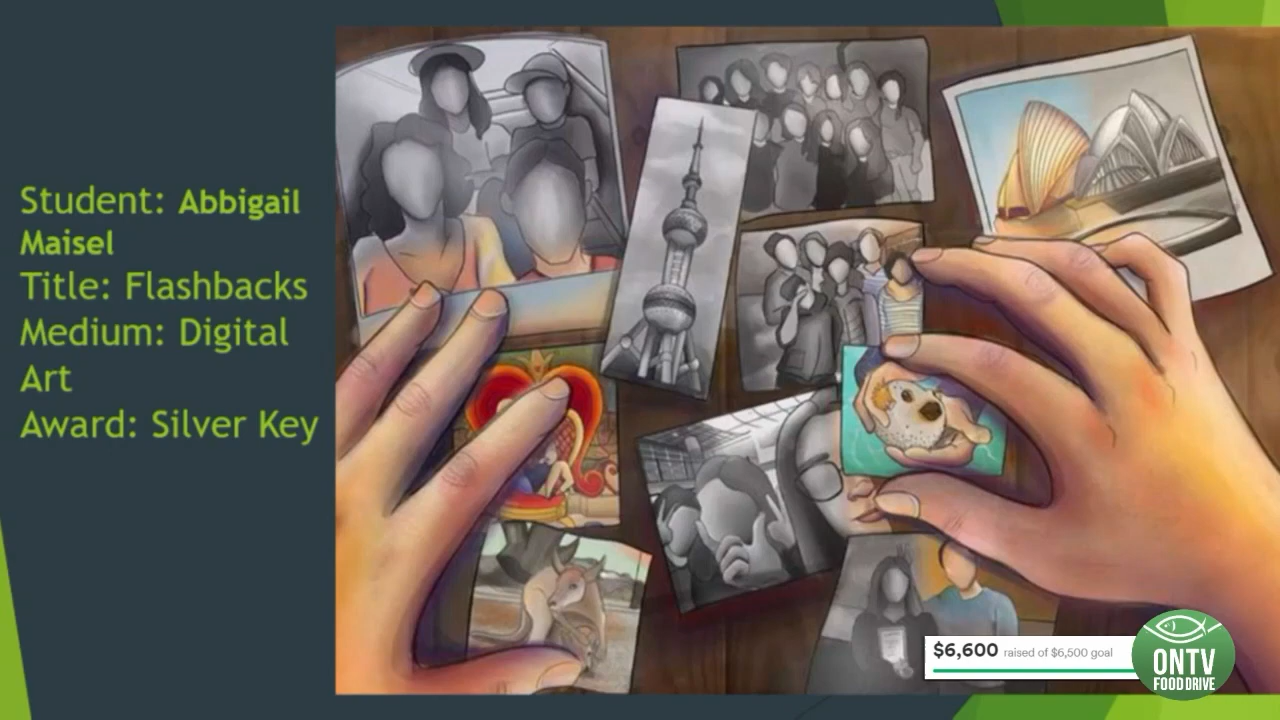 Student: Abbigail
Maisel
Title: Flashbacks
Medium: Digital
Art
Award: Silver Key
$6,600 raised of $6,500 goal
ONTV
FOOD DRIVE